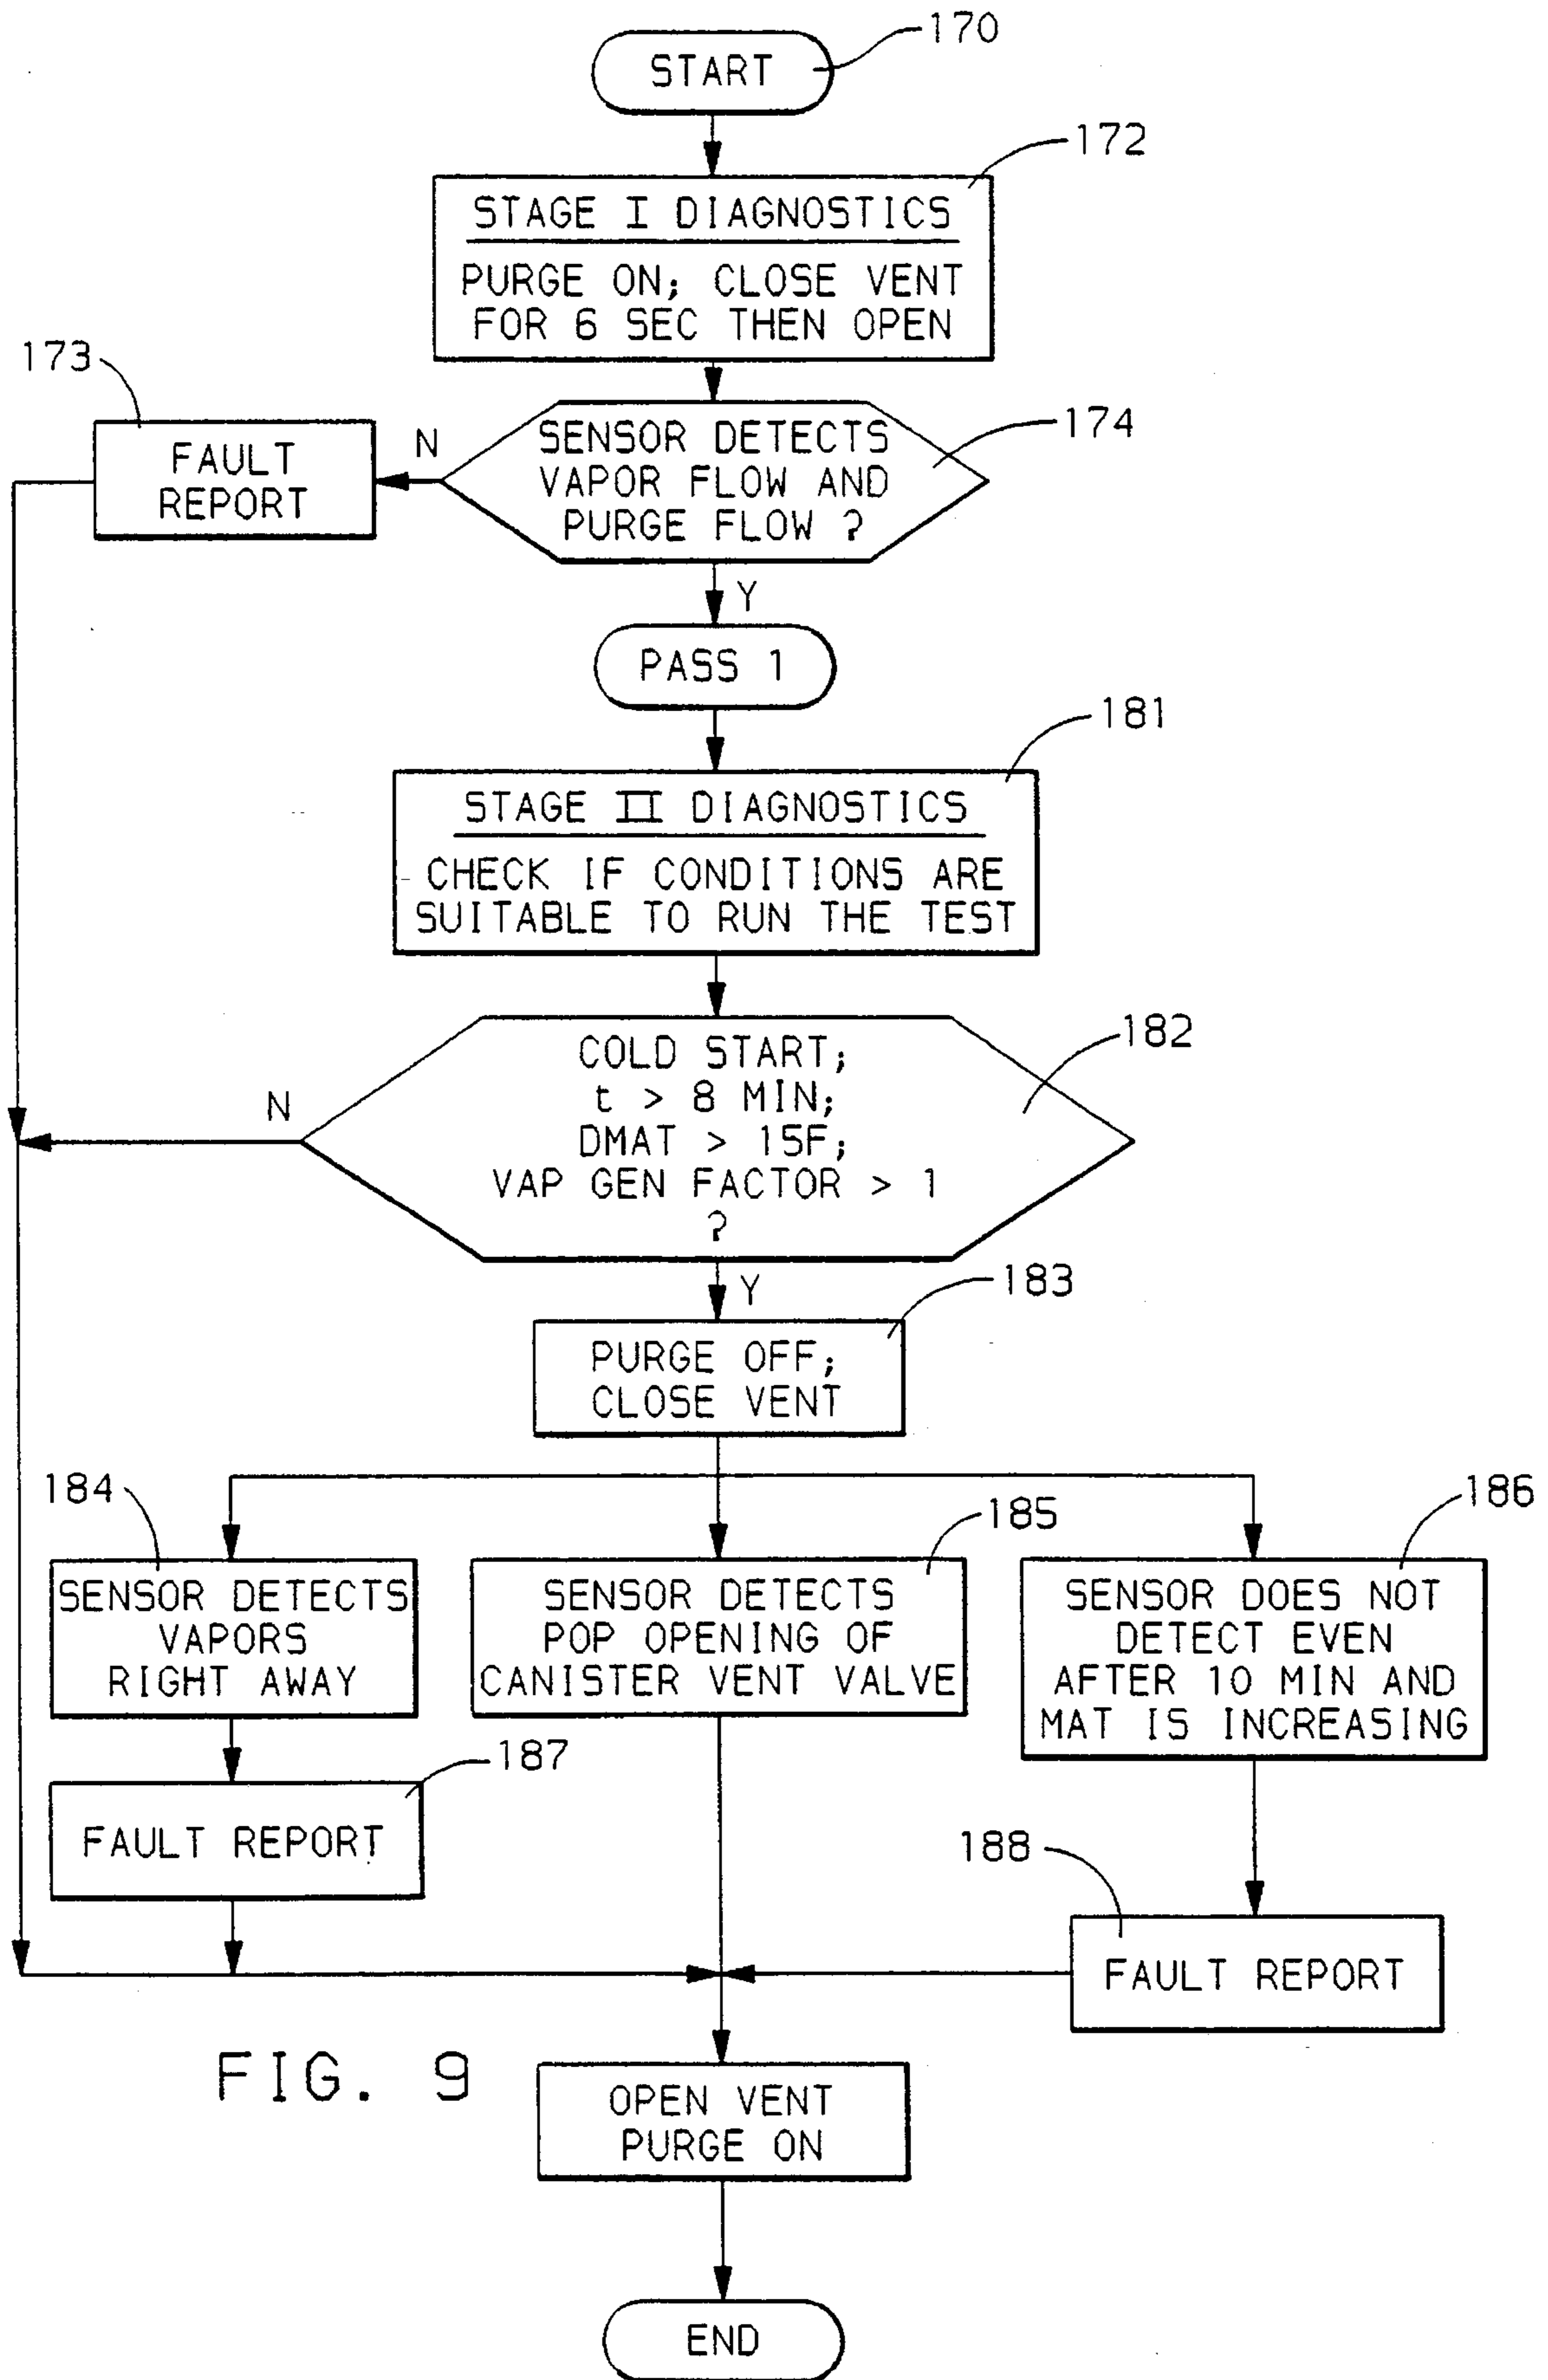 START
170
172
STAGE I DIAGNOSTICS
PURGE ON; CLOSE VENT
FOR 6 SEC THEN OPEN
173
FAULT
REPORT
N
SENSOR DETECTS
VAPOR FLOW AND
PURGE FLOW ?
174
Y
PASS 1
181
STAGE II DIAGNOSTICS
CHECK IF CONDITIONS ARE
SUITABLE TO RUN THE TEST
182
COLD START;
t > 8 MIN;
DMAT > 15F;
VAP GEN FACTOR > 1
?
N
Y
183
PURGE OFF;
CLOSE VENT
184
SENSOR DETECTS
VAPORS
RIGHT AWAY
185
SENSOR DETECTS
POP OPENING OF
CANISTER VENT VALVE
186
SENSOR DOES NOT
DETECT EVEN
AFTER 10 MIN AND
MAT IS INCREASING
187
FAULT REPORT
188
FAULT REPORT
FIG. 9
OPEN VENT
PURGE ON
END